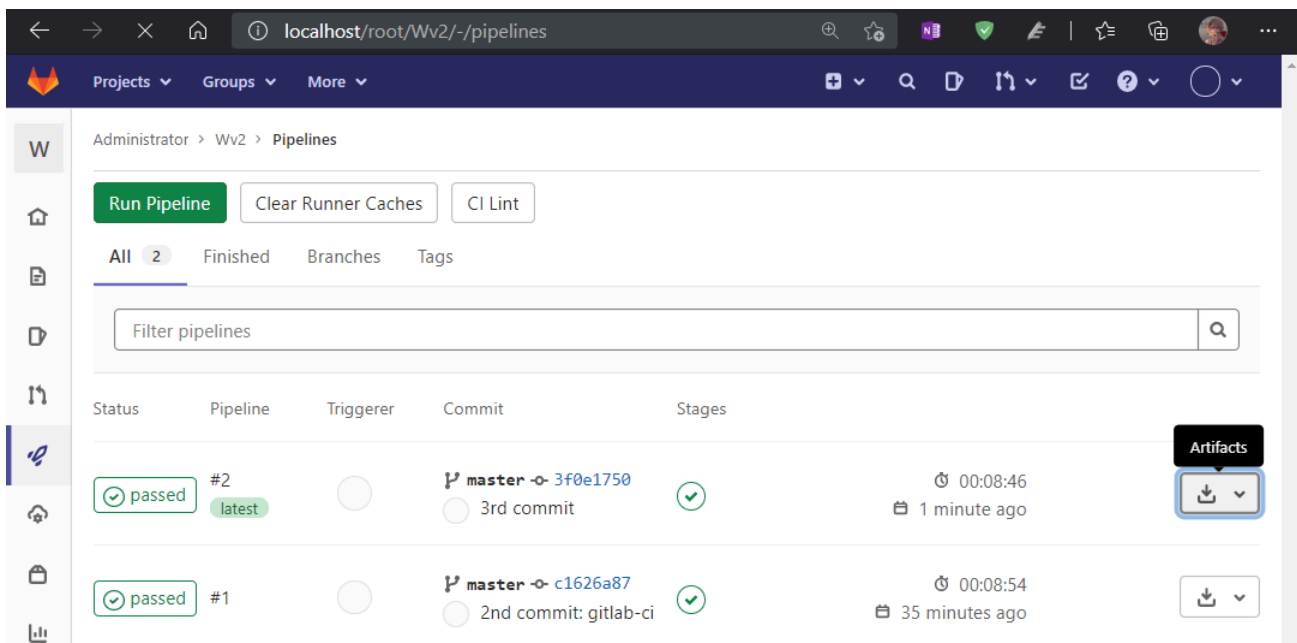 localhost/root/Wv2/-/pipelines
N
Projects Groups More
W
Administrator > Wv2 > Pipelines
Run Pipeline Clear Runner Caches CI Lint
All 2 Finished Branches Tags
Filter pipelines
Status Pipeline Triggerer Commit Stages
Artifacts
passed #2 master 3f0e1750 00:08:46
latest 3rd commit 1 minute ago
passed #1 master c1626a87 00:08:54
2nd commit: gitlab-ci 35 minutes ago